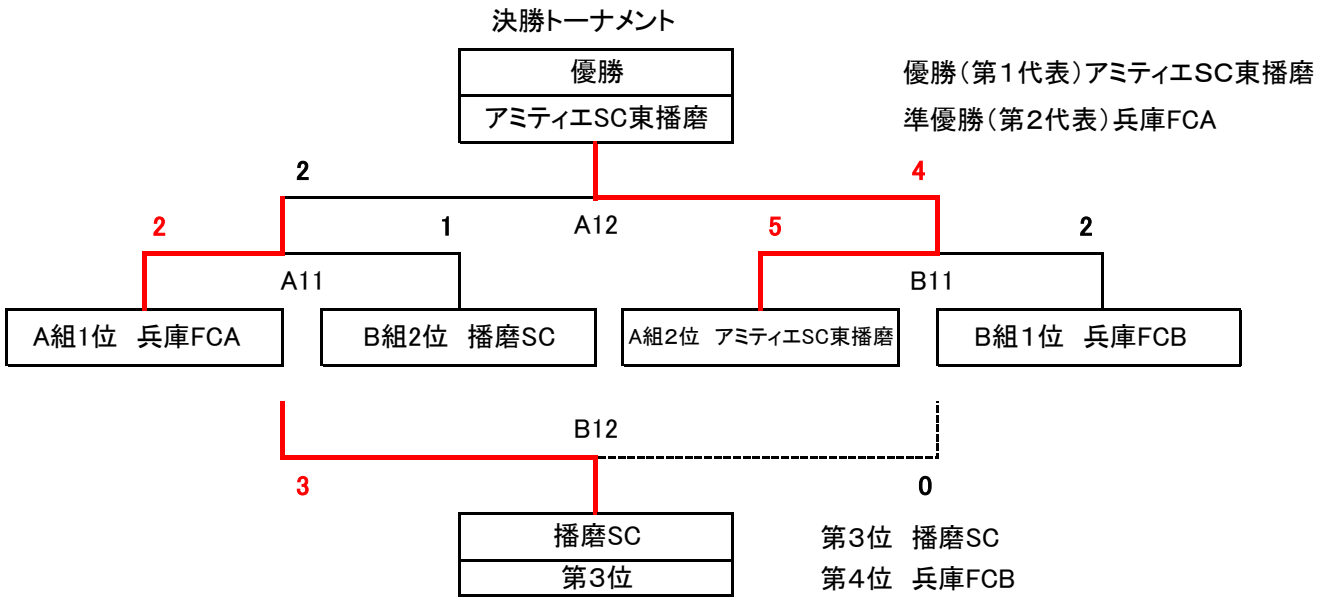 決勝トーナメント
優勝
アミティエSC東播磨
優勝（第１代表）アミティエＳＣ東播磨
準優勝（第２代表）兵庫FCA
2
4
2
1
A12
5
2
A11
B11
A組1位 兵庫FCA
B組2位 播磨SC
A組２位 アミティエSC東播磨
B組１位 兵庫FCB
B12
3
0
播磨SC
第３位
第３位 播磨SC
第４位 兵庫FCB